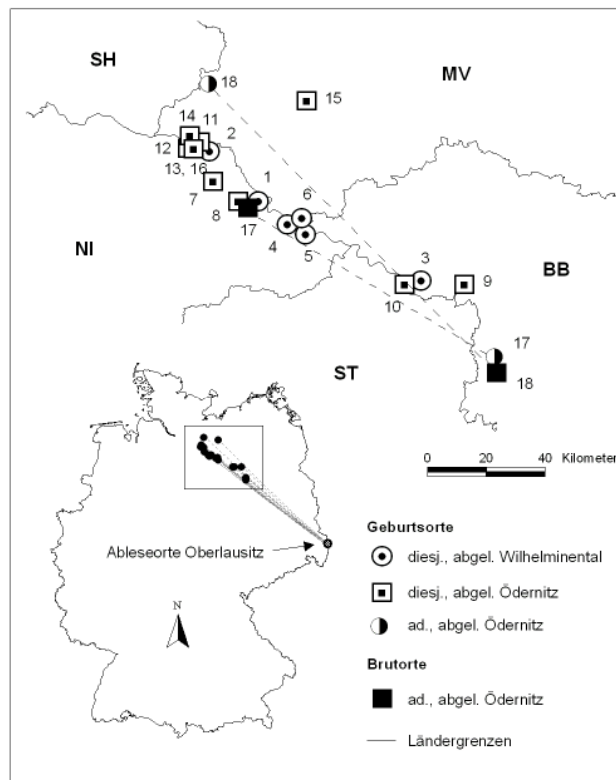 SH
MV
18
15
14 11
12
2
13, 16
7
1
6
8
17
4
5
3
NI
BB
9
10
17
18
ST
0 20 40 Kilometer
Geburtsorte
diesj., abgel. Wilhelminental
Ableseorte Oberlausitz
diesj., abgel. Ödernitz
N
ad., abgel. Ödernitz
Brutorte
ad., abgel. Ödernitz
Ländergrenzen